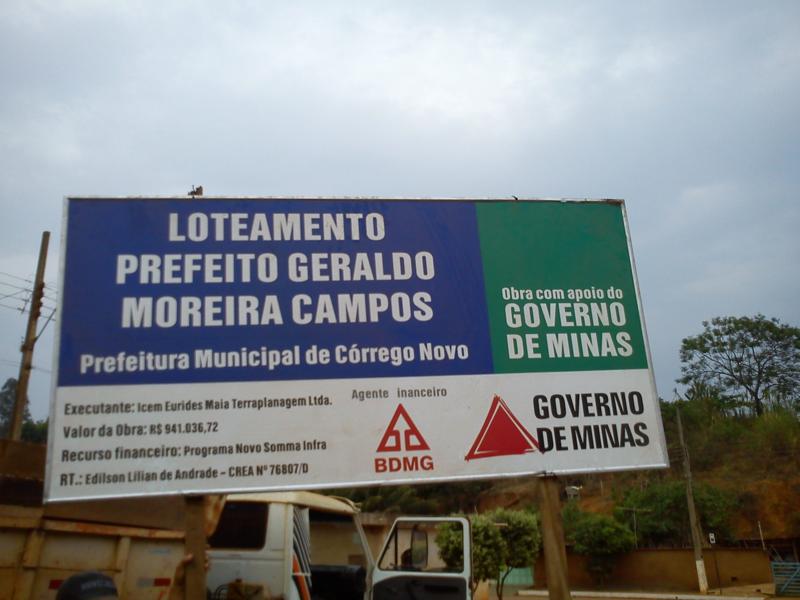 LOTEAMENTO
PREFEITO GERALDO
MOREIRA CAMPOS
Prefeitura Municipal de Córrego Novo
Obra com apoio do
GOVERNO
DE MINAS
Executante: Icem Eurides Maia Terraplanagem Ltda.
Valor da Obra: R$ 941.036,72
Recurso financeiro: Programa Novo Somma Infra
RT.: Edilson Lilian de Andrade - CREA Nº 76807/D
Agente inanceiro
BDMG
GOVERNO
DE MINAS